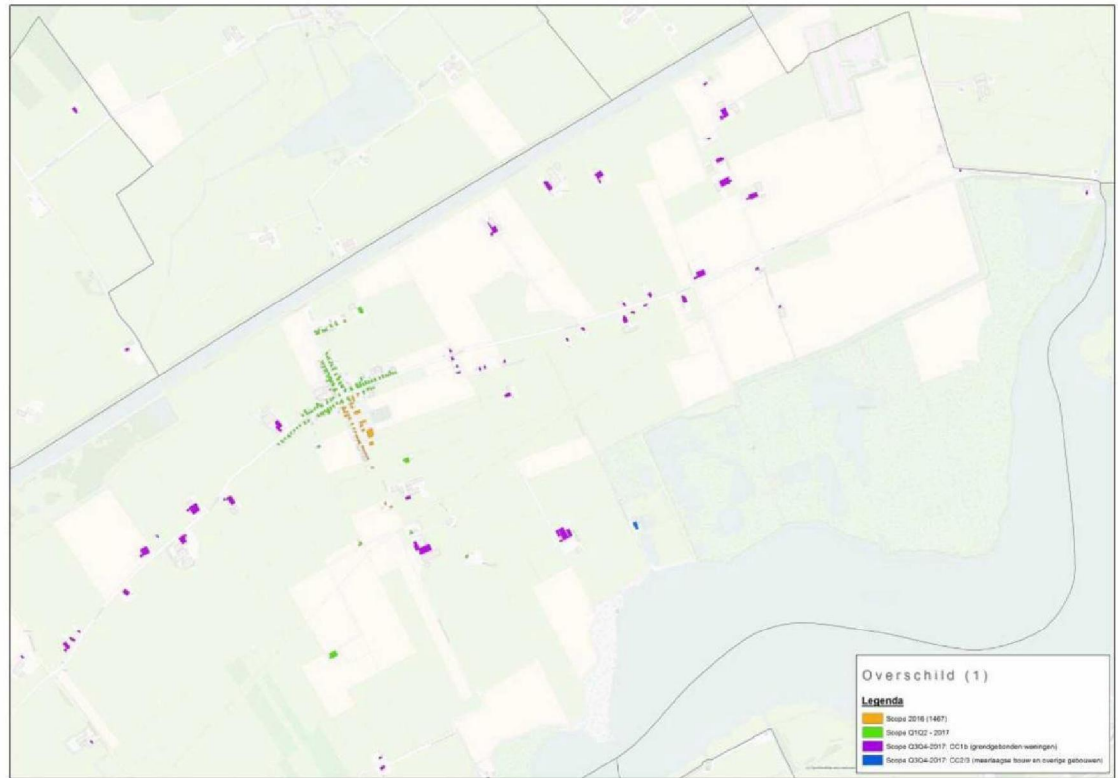 Overschild (1)
Legenda
Scope 2016 (1467)
Scope Q1Q2 - 2017
Scope Q3Q4-2017: CC1b (grondgebonden woningen)
Scope Q3Q4-2017: CC2/3 (meerlaagse bouw en overige gebouwen)